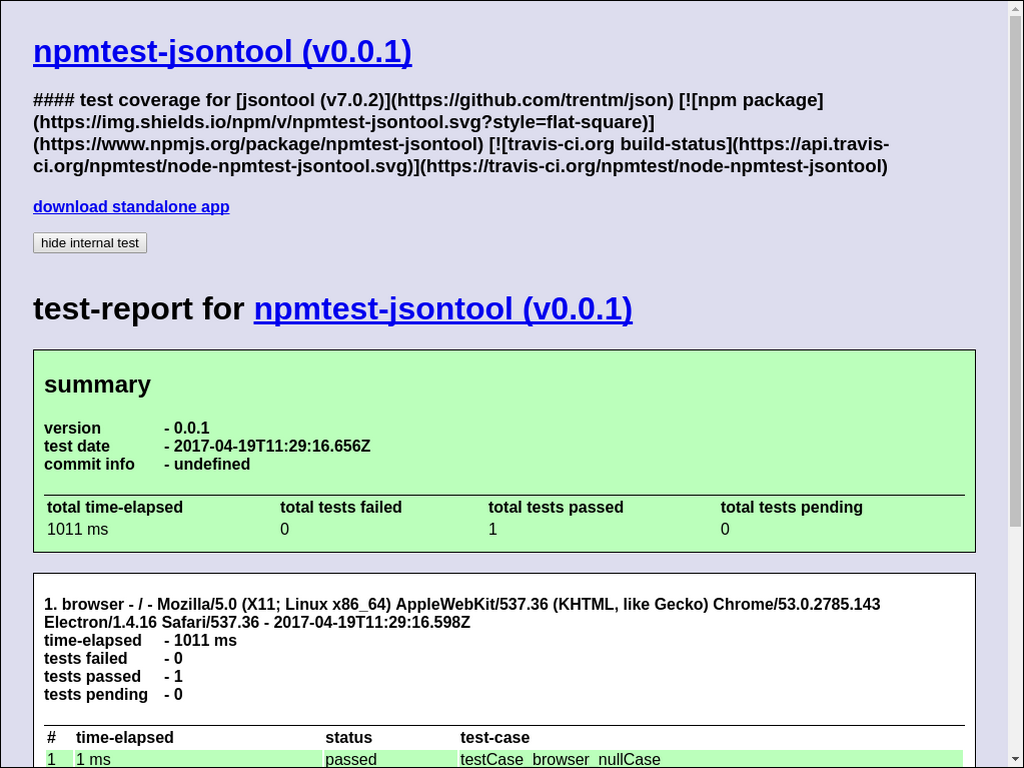 npmtest-jsontool (v0.0.1)
#### test coverage for [jsontool (v7.0.2)](https://github.com/trentm/json) [![npm package]
(https://img.shields.io/npm/v/npmtest-jsontool.svg?style=flat-square)]
(https://www.npmjs.org/package/npmtest-jsontool) [![travis-ci.org build-status](https://api.travis-
ci.org/npmtest/node-npmtest-jsontool.svg)](https://travis-ci.org/npmtest/node-npmtest-jsontool)
download standalone app
hide internal test
test-report for npmtest-jsontool (v0.0.1)
summary
version - 0.0.1
test date - 2017-04-19T11:29:16.656Z
commit info - undefined
total time-elapsed total tests failed total tests passed total tests pending
1011 ms 0 1 0
1. browser - / - Mozilla/5.0 (X11; Linux x86_64) AppleWebKit/537.36 (KHTML, like Gecko) Chrome/53.0.2785.143
Electron/1.4.16 Safari/537.36 - 2017-04-19T11:29:16.598Z
time-elapsed - 1011 ms
tests failed - 0
tests passed - 1
tests pending - 0
# time-elapsed status test-case
1 1 ms passed testCase_browser_nullCase